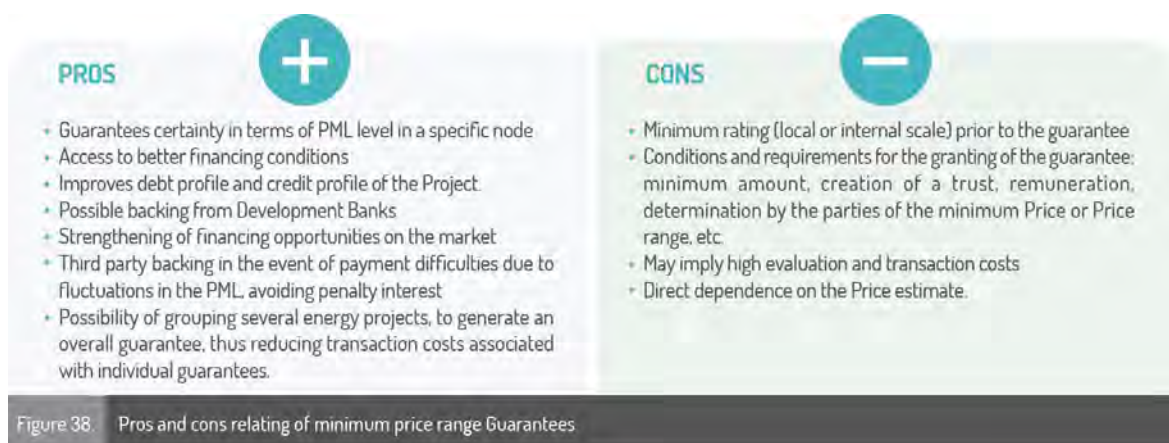 PROS
• Guarantees certainty in terms of PML level in a specific node
• Access to better financing conditions
• Improves debt profile and credit profile of the Project.
• Possible backing from Development Banks
• Strengthening of financing opportunities on the market
• Third party backing in the event of payment difficulties due to
fluctuations in the PML, avoiding penalty interest
• Possibility of grouping several energy projects, to generate an
overall guarantee, thus reducing transaction costs associated
with individual guarantees.
CONS
• Minimum rating (local or internal scale) prior to the guarantee
• Conditions and requirements for the granting of the guarantee:
minimum amount, creation of a trust, remuneration,
determination by the parties of the minimum Price or Price
range, etc.
• May imply high evaluation and transaction costs
• Direct dependence on the Price estimate.
Figure 38. Pros and cons relating of minimum price range Guarantees